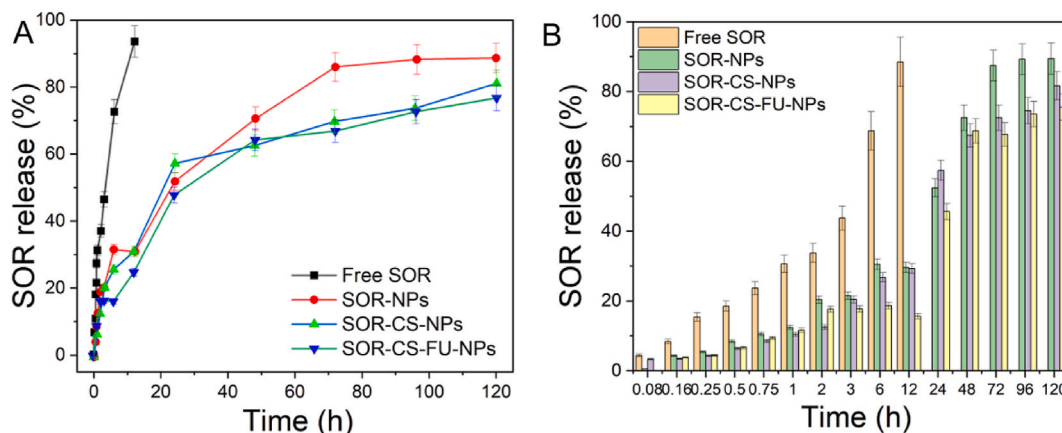 A
SOR release (%)
100
80
60
40
20
0
Free SOR
SOR-NPs
SOR-CS-NPs
SOR-CS-FU-NPs
0 20 40 60 80 100 120
Time (h)
B
SOR release (%)
100
80
60
40
20
0
Free SOR
SOR-NPs
SOR-CS-NPs
SOR-CS-FU-NPs
0.08 0.16 0.25 0.5 0.75 1 2 3 6 12 24 48 72 96 120
Time (h)